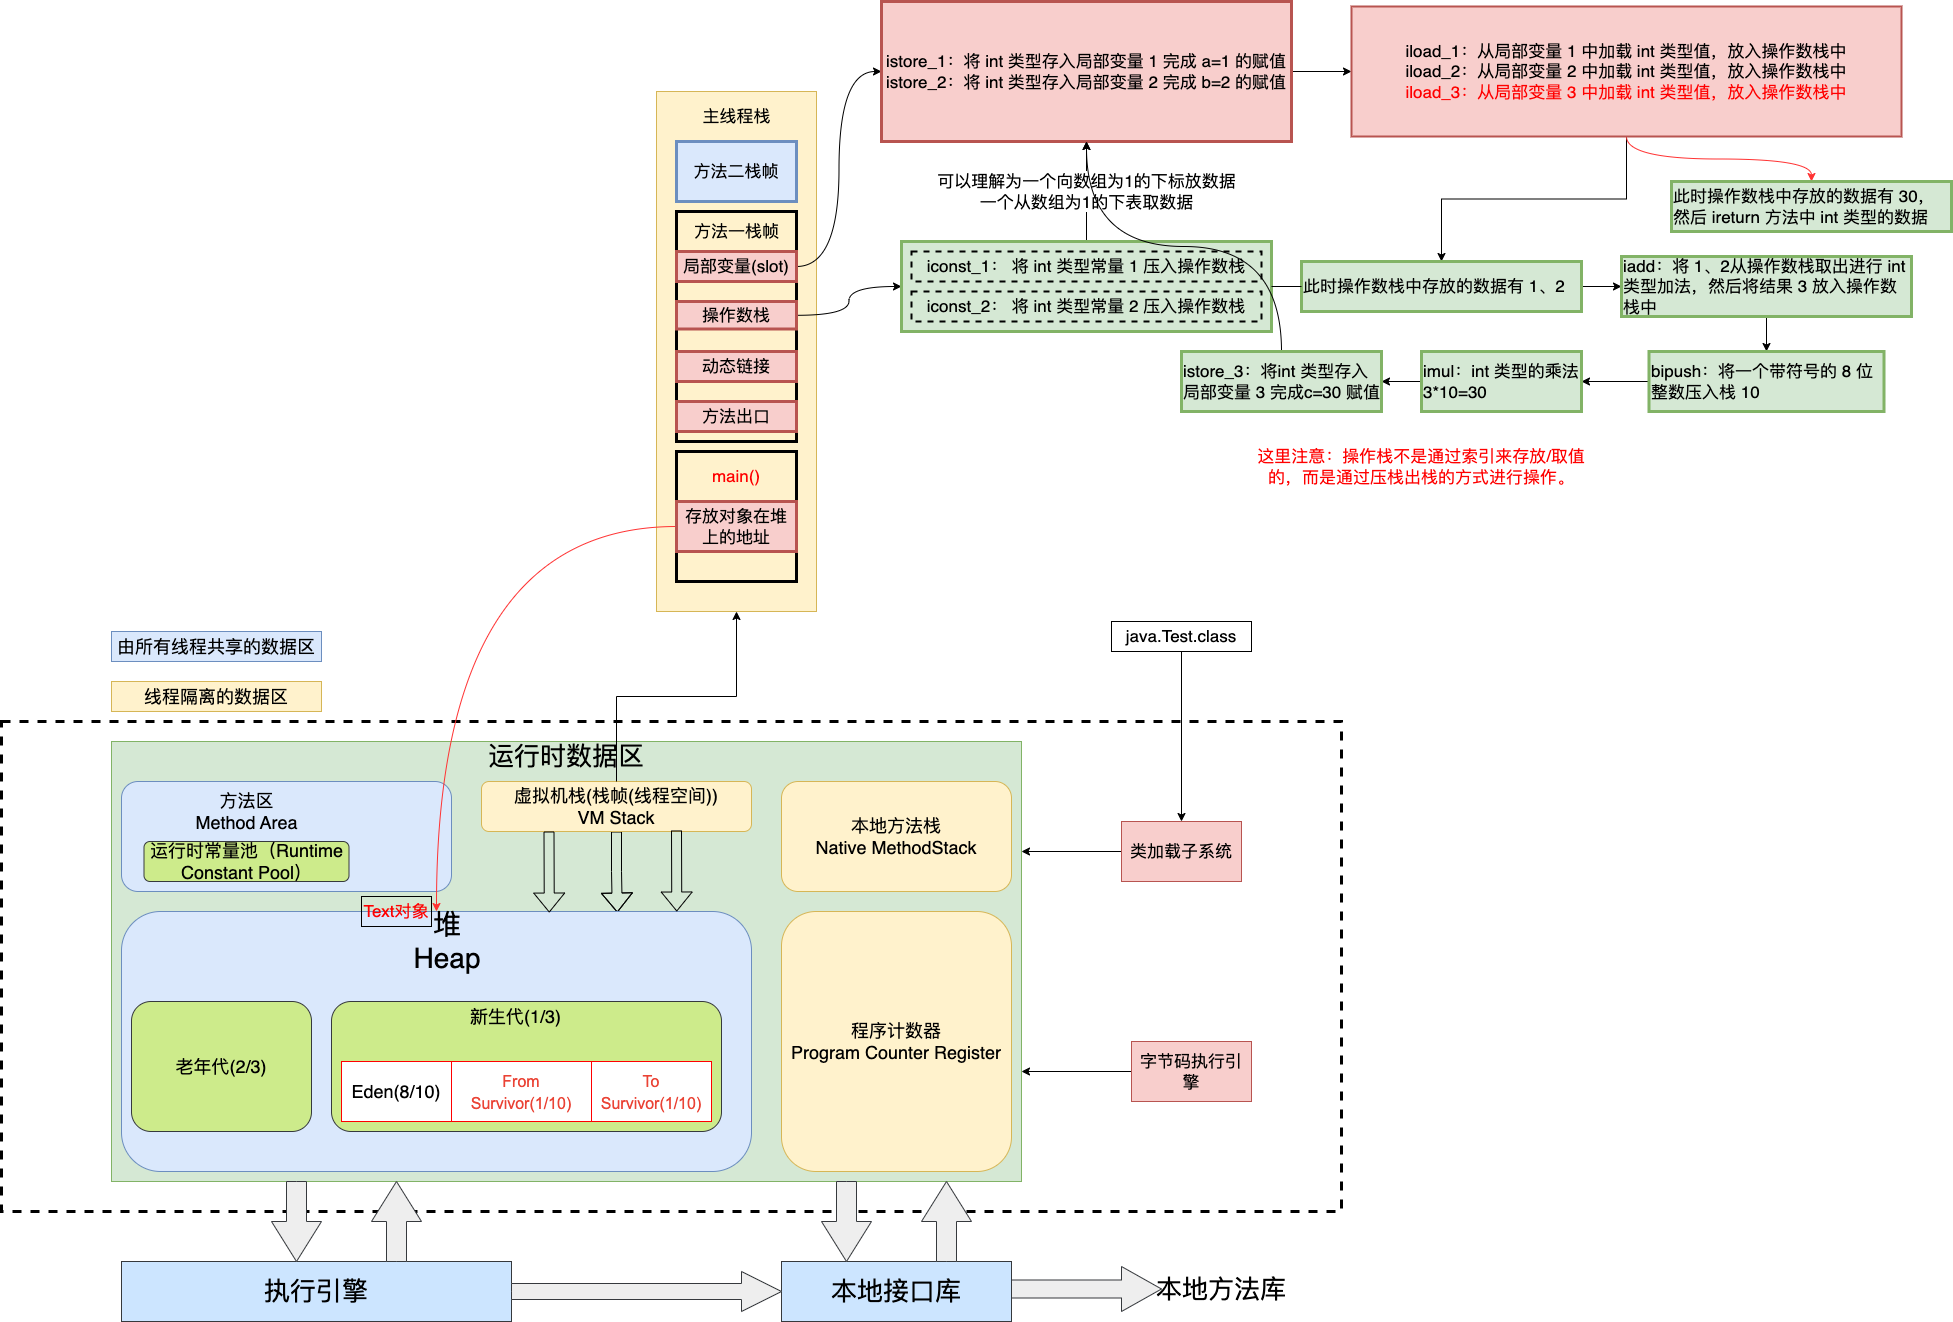 istore_1：将 int 类型存入局部变量 1 完成 a=1 的赋值
istore_2：将 int 类型存入局部变量 2 完成 b=2 的赋值
iload_1：从局部变量 1 中加载 int 类型值，放入操作数栈中
iload_2：从局部变量 2 中加载 int 类型值，放入操作数栈中
iload_3：从局部变量 3 中加载 int 类型值，放入操作数栈中
主线程栈
方法二栈帧
方法一栈帧
局部变量(slot)
操作数栈
动态链接
方法出口
main()
存放对象在堆
上的地址
可以理解为一个向数组为1的下标放数据
一个从数组为1的下表取数据
此时操作数栈中存放的数据有 30，
然后 ireturn 方法中 int 类型的数据
iconst_1： 将 int 类型常量 1 压入操作数栈
iconst_2： 将 int 类型常量 2 压入操作数栈
此时操作数栈中存放的数据有 1、2
iadd：将 1、2从操作数栈取出进行 int
类型加法，然后将结果 3 放入操作数
栈中
istore_3：将int 类型存入
局部变量 3 完成c=30 赋值
imul：int 类型的乘法
3*10=30
bipush：将一个带符号的 8 位
整数压入栈 10
这里注意：操作栈不是通过索引来存放/取值
的，而是通过压栈出栈的方式进行操作。
由所有线程共享的数据区
线程隔离的数据区
java.Test.class
运行时数据区
方法区
Method Area
运行时常量池（Runtime
Constant Pool）
虚拟机栈(栈帧(线程空间))
VM Stack
本地方法栈
Native MethodStack
类加载子系统
Text对象
堆
Heap
老年代(2/3)
新生代(1/3)
Eden(8/10)
From
Survivor(1/10)
To
Survivor(1/10)
程序计数器
Program Counter Register
字节码执行引
擎
执行引擎
本地接口库
本地方法库